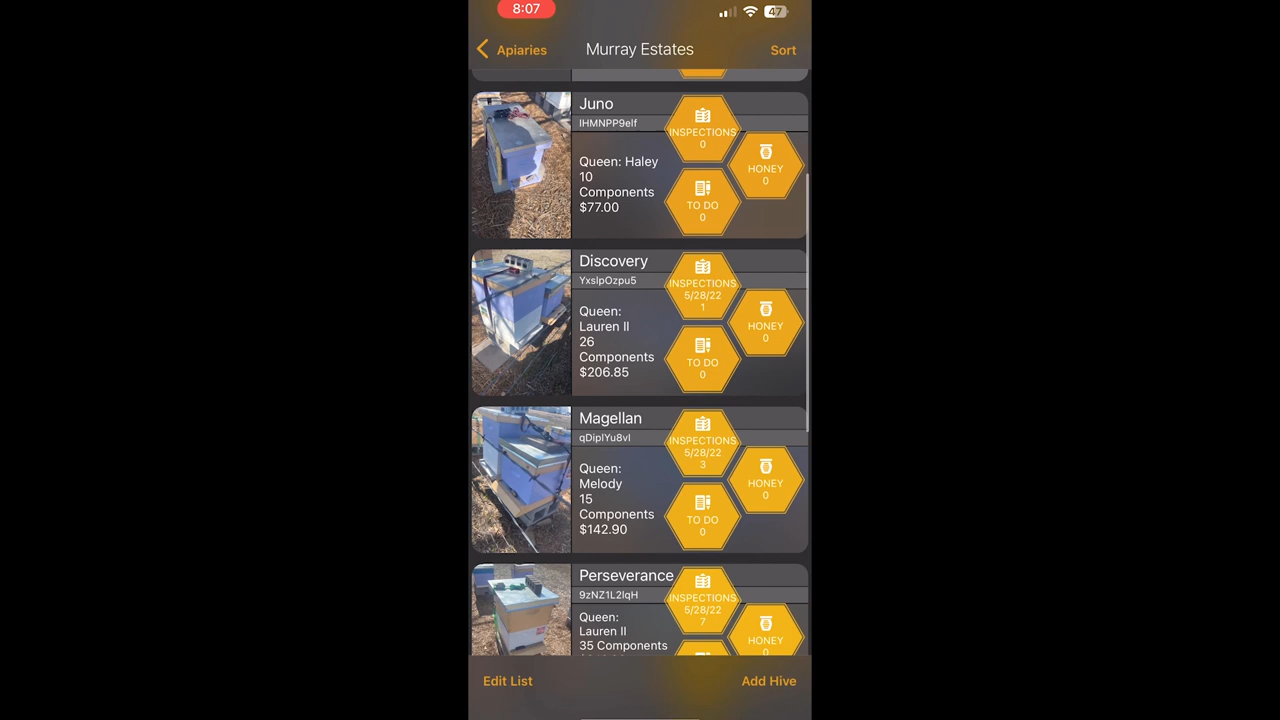 8:07
47
Apiaries
Murray Estates
Sort
Juno
IHMNPP9eIf
Queen: Haley
10
Components
$77.00
INSPECTIONS
0
HONEY
0
TO DO
0
Discovery
YxsIpOzpu5
Queen:
Lauren II
26
Components
$206.85
INSPECTIONS
5/28/22
1
HONEY
0
TO DO
0
Magellan
qDipIYu8vI
Queen:
Melody
15
Components
$142.90
INSPECTIONS
5/28/22
3
HONEY
0
TO DO
0
Perseverance
9zNZ1L2IqH
Queen:
Lauren II
35 Components
INSPECTIONS
5/28/22
7
HONEY
0
Edit List
Add Hive